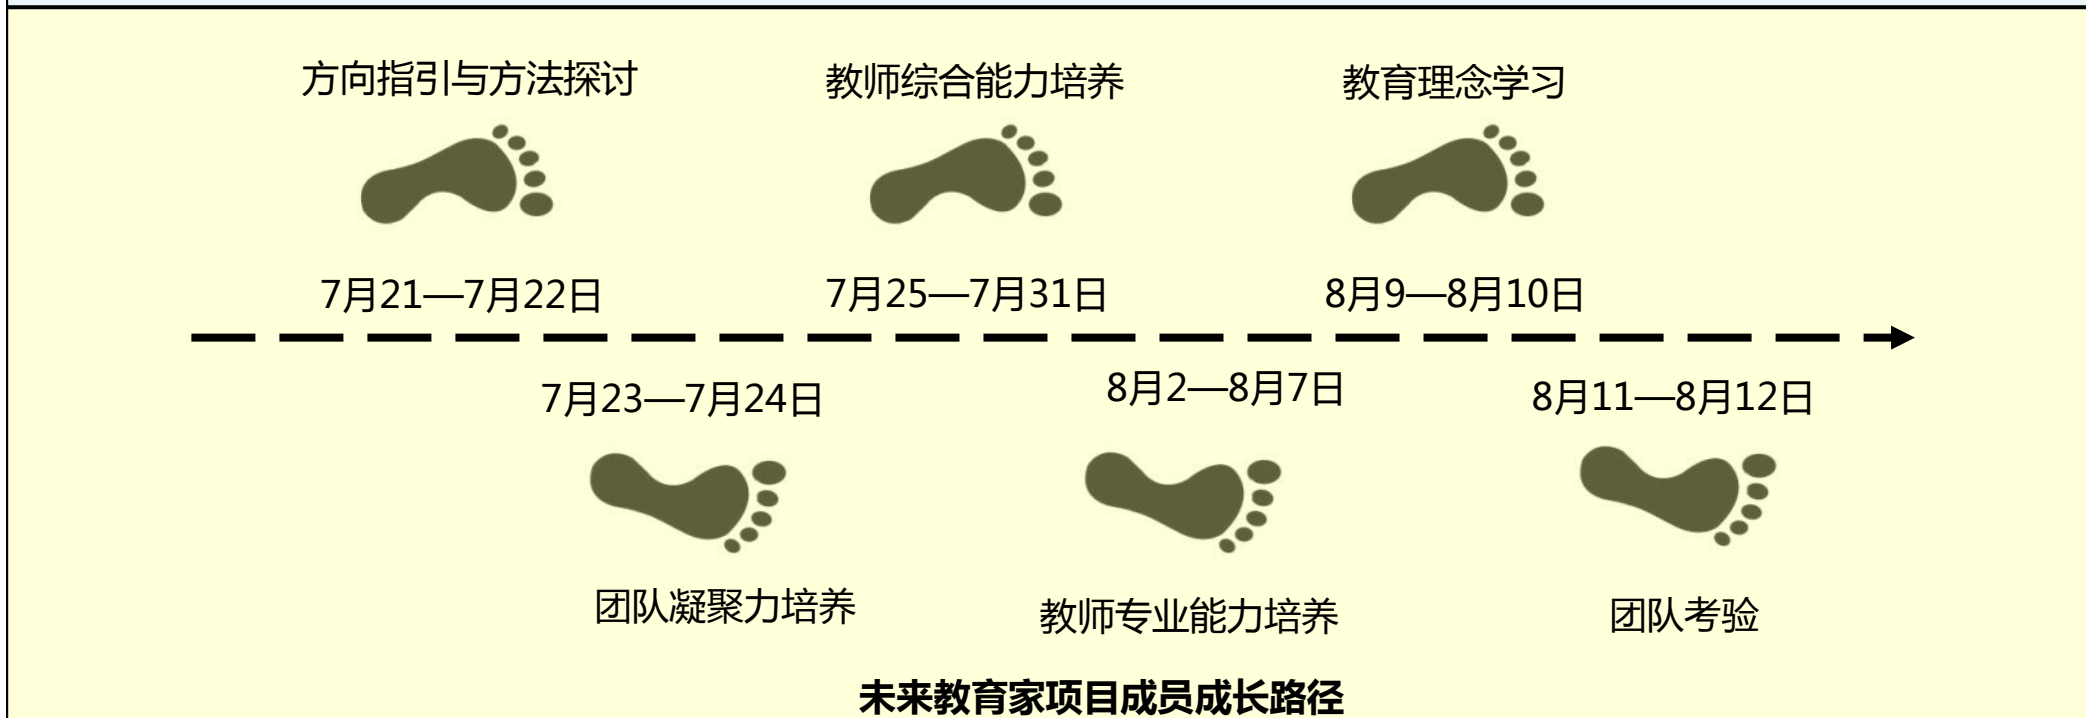 方向指引与方法探讨
教师综合能力培养
教育理念学习
7月21—7月22日
7月25—7月31日
8月9—8月10日
7月23—7月24日
8月2—8月7日
8月11—8月12日
团队凝聚力培养
教师专业能力培养
团队考验
未来教育家项目成员成长路径